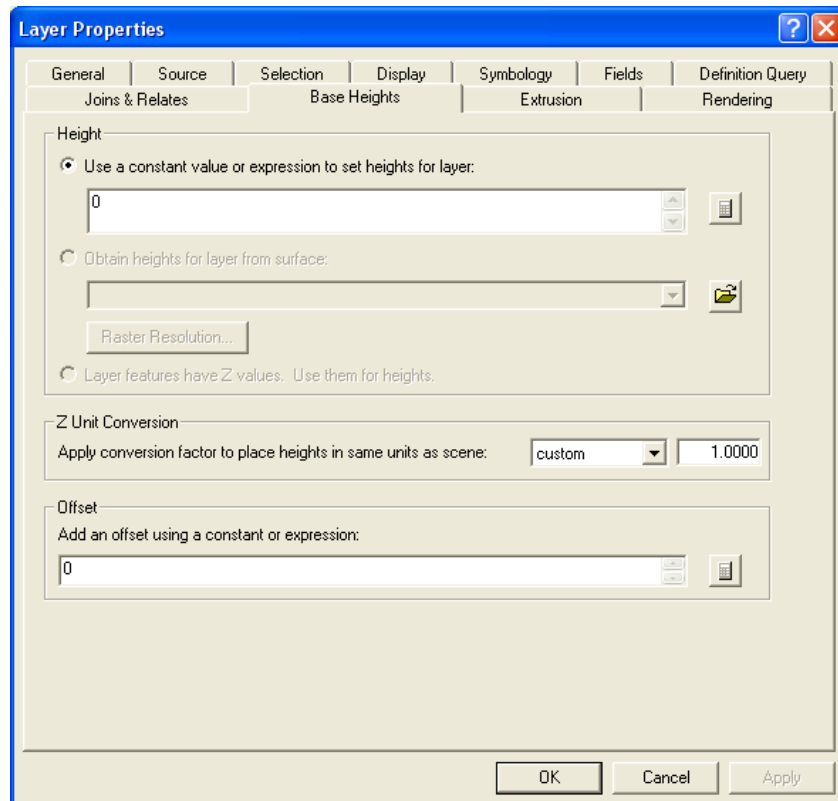 Layer Properties
General Source Selection Display Symbology Fields Definition Query
Joins & Relates Base Heights Extrusion Rendering
Height
Use a constant value or expression to set heights for layer:
0
Obtain heights for layer from surface:
Raster Resolution...
Layer features have Z values. Use them for heights.
Z Unit Conversion
Apply conversion factor to place heights in same units as scene: custom 1.0000
Offset
Add an offset using a constant or expression:
0
OK Cancel Apply